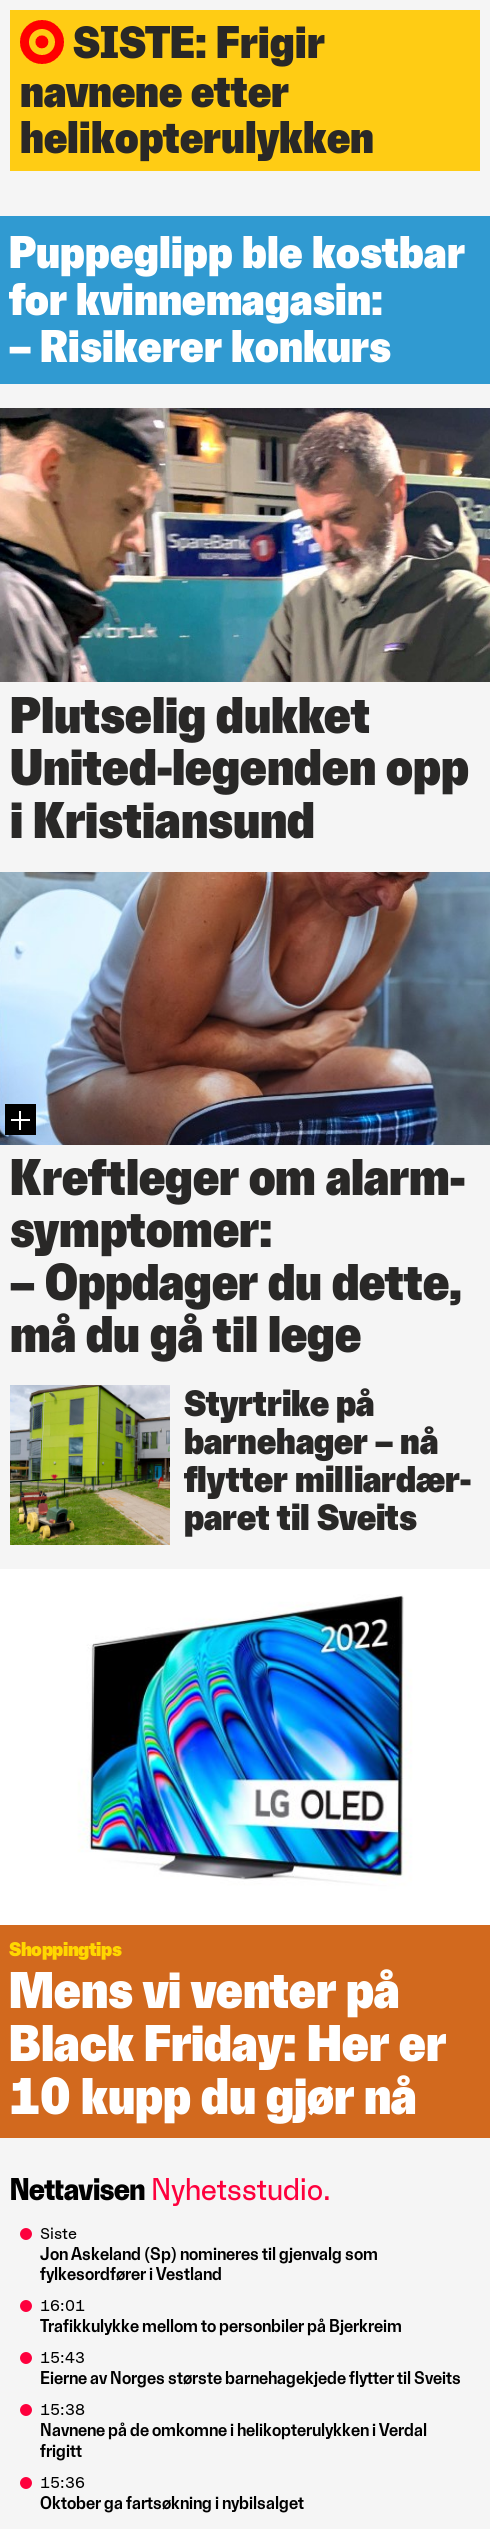 SISTE: Frigir
navnene etter
helikopterulykken
Puppeglipp ble kostbar
for kvinnemagasin:
– Risikerer konkurs
SpareBank 1
NORDMØRE
Spare
vbruk
Plutselig dukket
United-legenden opp
i Kristiansund
Kreftleger om alarm-
symptomer:
– Oppdager du dette,
må du gå til lege
Styrtrike på
barnehager – nå
flytter milliardær-
paret til Sveits
2022
LG OLED
Shoppingtips
Mens vi venter på
Black Friday: Her er
10 kupp du gjør nå
Nettavisen Nyhetsstudio.
Siste
Jon Askeland (Sp) nomineres til gjenvalg som
fylkesordfører i Vestland
16:01
Trafikkulykke mellom to personbiler på Bjerkreim
15:43
Eierne av Norges største barnehagekjede flytter til Sveits
15:38
Navnene på de omkomne i helikopterulykken i Verdal
frigitt
15:36
Oktober ga fartsøkning i nybilsalget